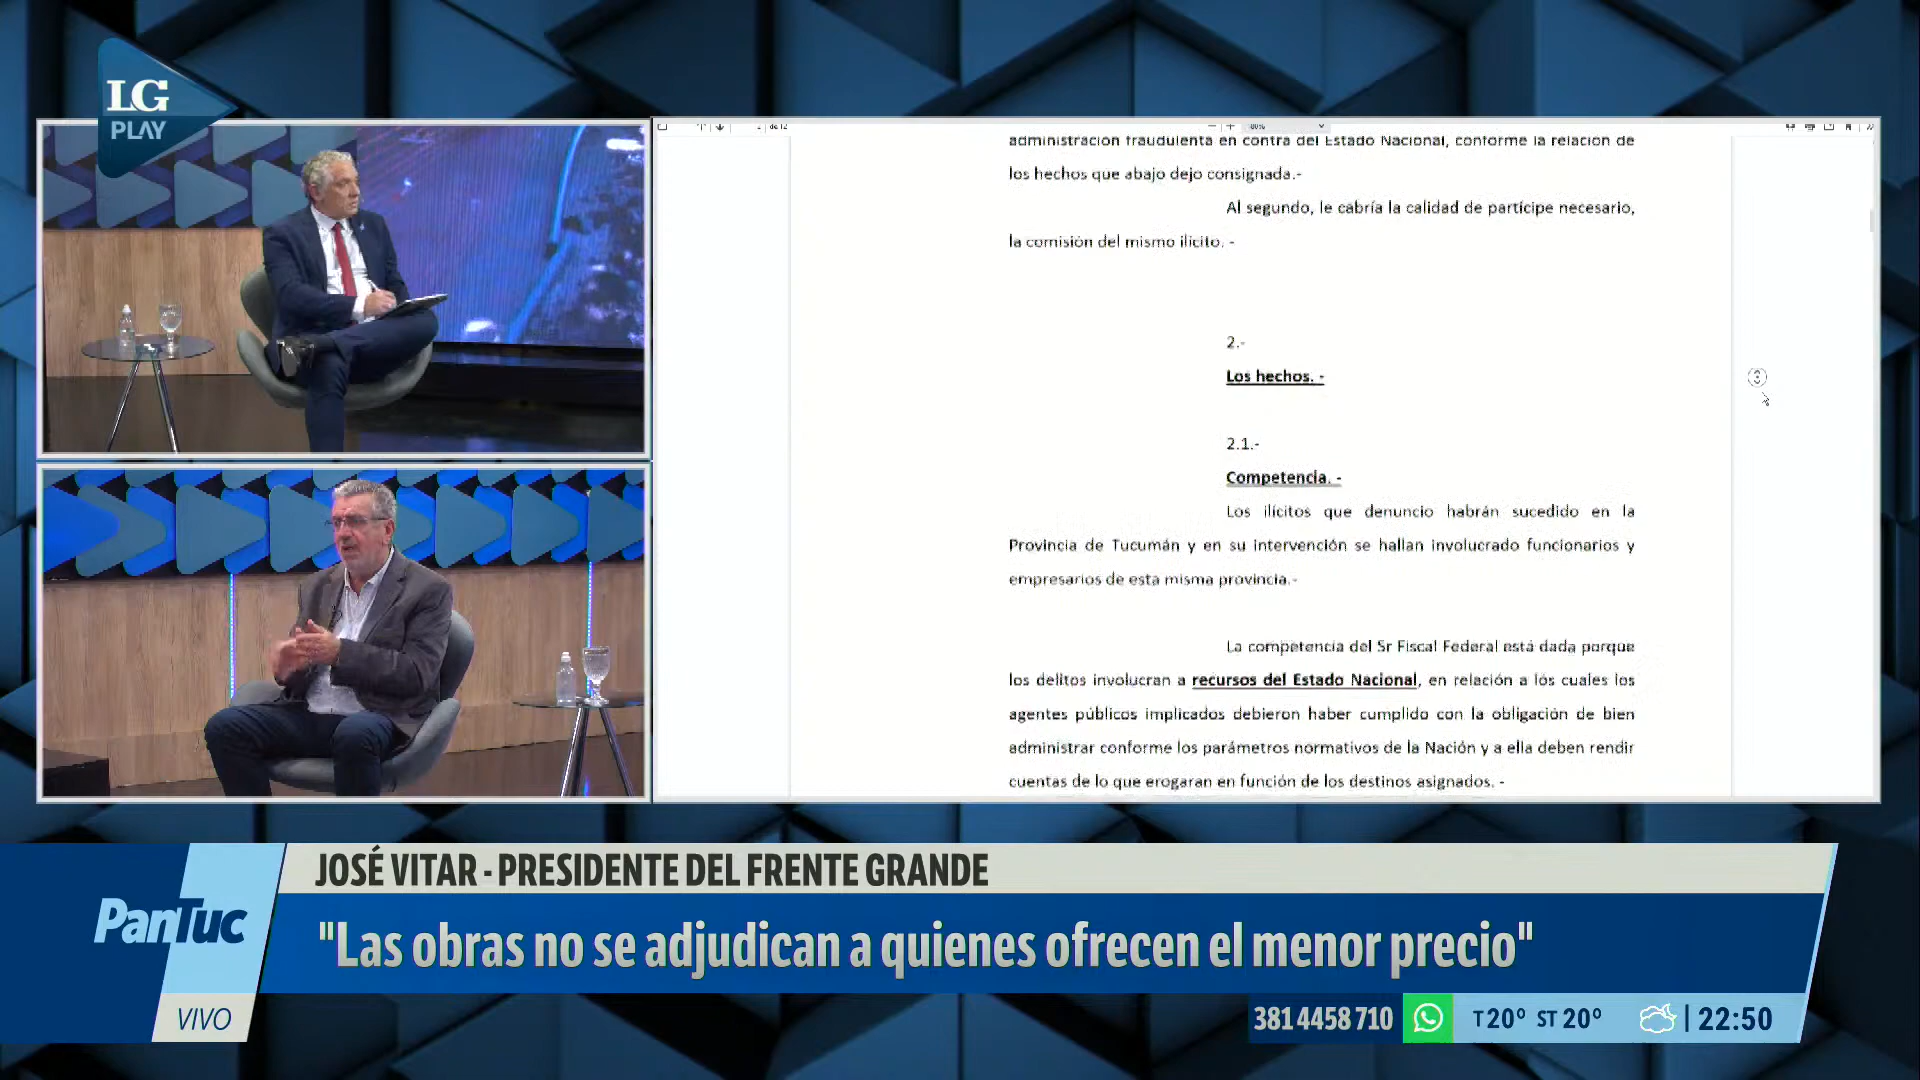 LG
PLAY
de 12
80%
administración fraudulenta en contra del Estado Nacional, conforme la relación de
los hechos que abajo dejo consignada.-
Al segundo, le cabría la calidad de partícipe necesario,
la comisión del mismo ilícito. -
2.-
Los hechos. -
2.1.-
Competencia. -
Los ilícitos que denuncio habrán sucedido en la
Provincia de Tucumán y en su intervención se hallan involucrado funcionarios y
empresarios de esta misma provincia.-
La competencia del Sr Fiscal Federal está dada porque
los delitos involucran a recursos del Estado Nacional, en relación a lós cuales los
agentes públicos implicados debieron haber cumplido con la obligación de bien
administrar conforme los parámetros normativos de la Nación y a ella deben rendir
cuentas de lo que erogaran en función de los destinos asignados. -
JOSÉ VITAR - PRESIDENTE DEL FRENTE GRANDE
"Las obras no se adjudican a quienes ofrecen el menor precio"
PanTuc
VIVO
381 4458 710
T 20º ST 20º
22:50